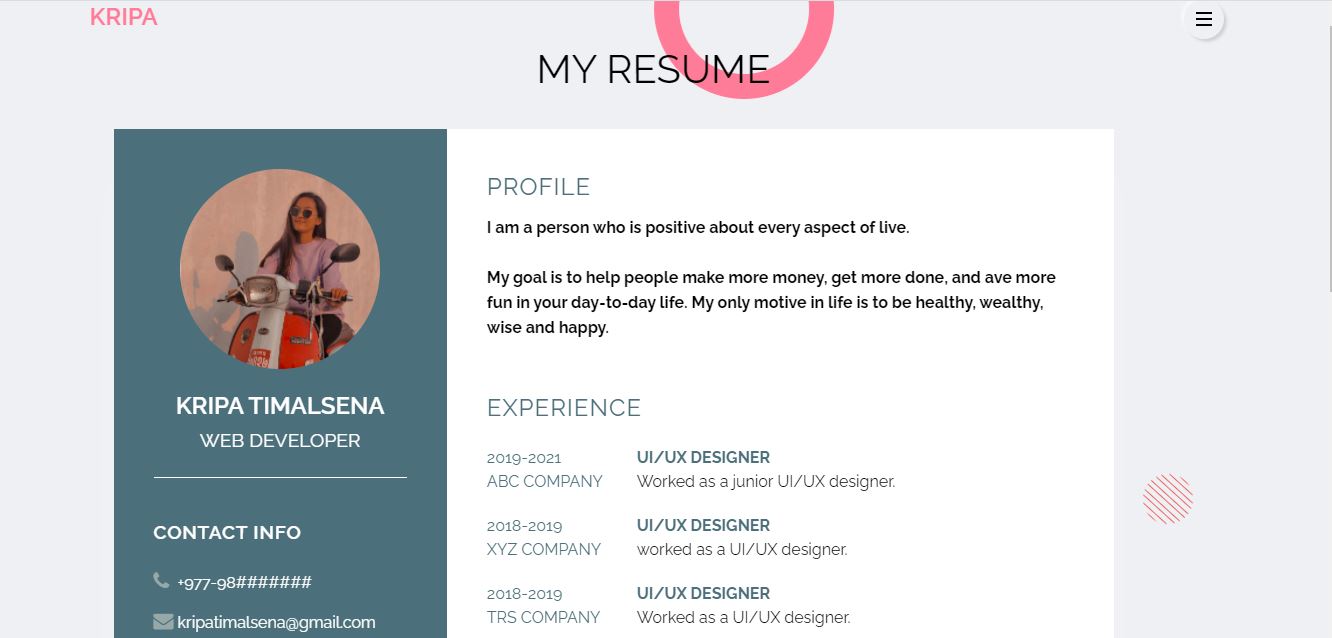 KRIPA
MY RESUME
KRIPA TIMALSENA
WEB DEVELOPER
CONTACT INFO
+977-98#######
kripatimalsena@gmail.com
PROFILE
I am a person who is positive about every aspect of live.
My goal is to help people make more money, get more done, and ave more
fun in your day-to-day life. My only motive in life is to be healthy, wealthy,
wise and happy.
EXPERIENCE
2019-2021 UI/UX DESIGNER
ABC COMPANY Worked as a junior UI/UX designer.
2018-2019 UI/UX DESIGNER
XYZ COMPANY worked as a UI/UX designer.
2018-2019 UI/UX DESIGNER
TRS COMPANY Worked as a UI/UX designer.